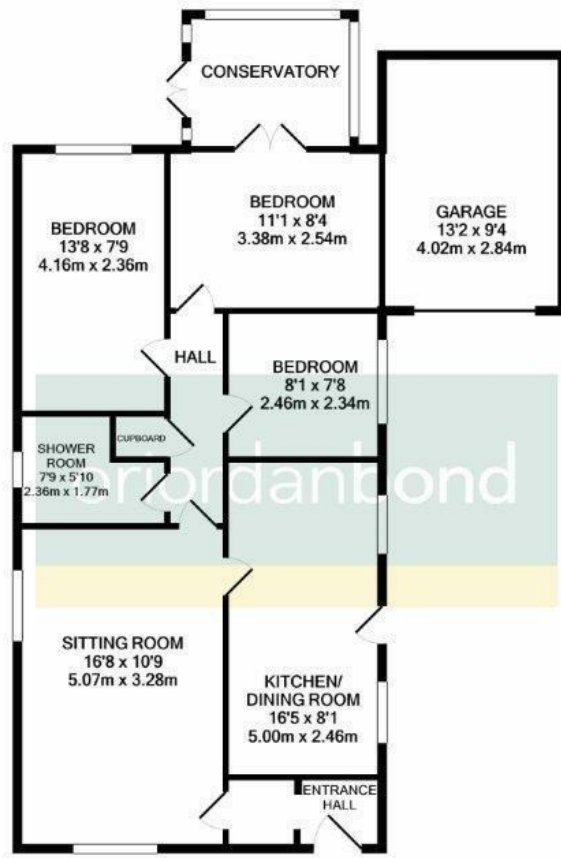 CONSERVATORY
BEDROOM
13'8 x 7'9
4.16m x 2.36m
BEDROOM
11'1 x 8'4
3.38m x 2.54m
GARAGE
13'2 x 9'4
4.02m x 2.84m
HALL
BEDROOM
8'1 x 7'8
2.46m x 2.34m
CUPBOARD
SHOWER
ROOM
7'9 x 5'10
2.36m x 1.77m
oriordanbond
SITTING ROOM
16'8 x 10'9
5.07m x 3.28m
KITCHEN/
DINING ROOM
16'5 x 8'1
5.00m x 2.46m
ENTRANCE
HALL